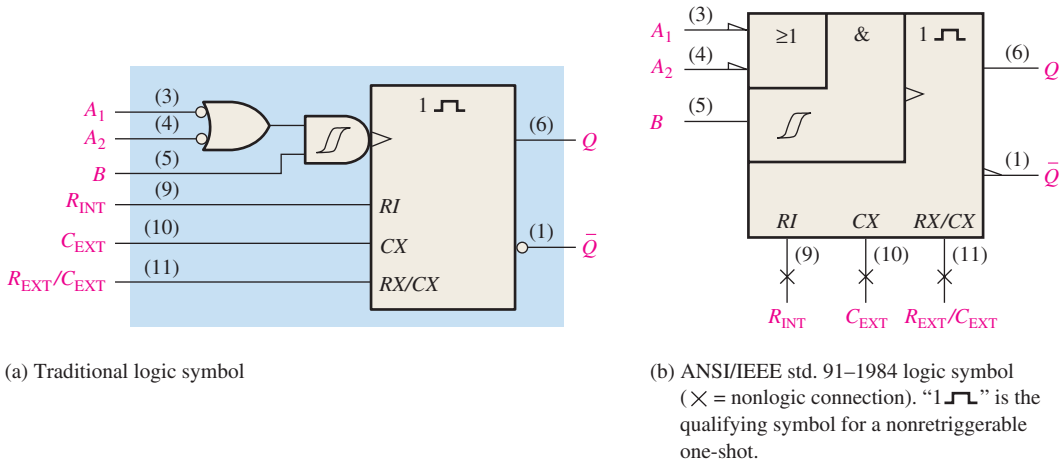 A1
(3)
A2
(4)
B
(5)
RINT
(9)
CEXT
(10)
REXT/CEXT
(11)
1
RI
CX
RX/CX
(6)
Q
(1)
Q̄
(a) Traditional logic symbol
A1
(3)
A2
(4)
B
(5)
≥1
&
1
(6)
Q
(1)
Q̄
RI
CX
RX/CX
(9)
(10)
(11)
RINT
CEXT
REXT/CEXT
(b) ANSI/IEEE std. 91–1984 logic symbol
(× = nonlogic connection). “1 ” is the
qualifying symbol for a nonretriggerable
one-shot.